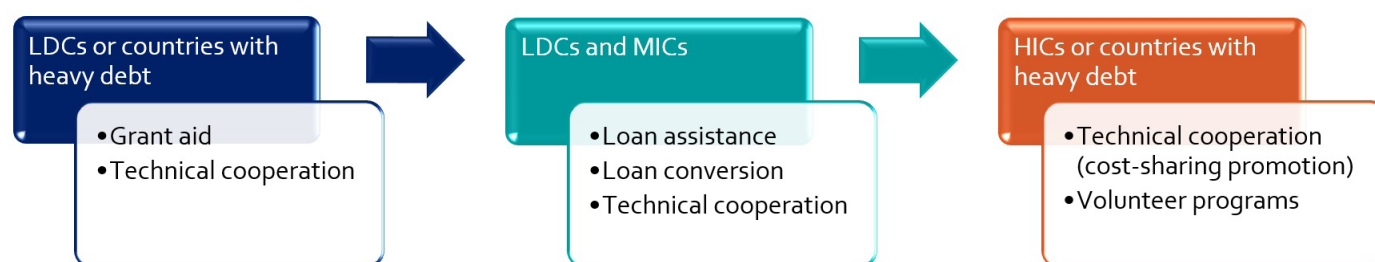 LDCs or countries with
heavy debt
•Grant aid
•Technical cooperation
LDCs and MICs
•Loan assistance
•Loan conversion
•Technical cooperation
HICs or countries with
heavy debt
•Technical cooperation
(cost-sharing promotion)
•Volunteer programs